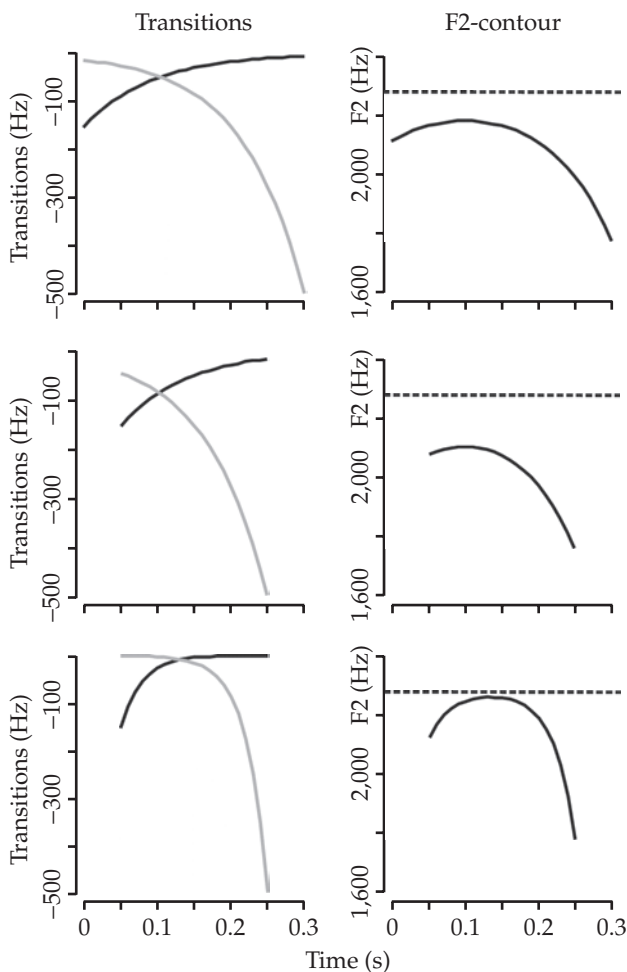 Transitions
F2-contour
Transitions (Hz)
−100
−300
−500
F2 (Hz)
2,000
1,600
Transitions (Hz)
−100
−300
−500
F2 (Hz)
2,000
1,600
Transitions (Hz)
−100
−300
−500
F2 (Hz)
2,000
1,600
0 0.1 0.2 0.3
0 0.1 0.2 0.3
Time (s)